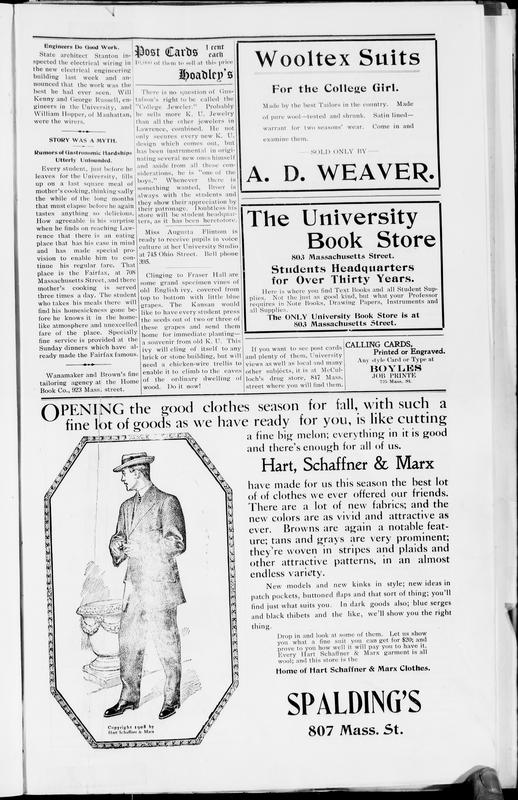 Engineers Do Good Work.
State architect Stanton in-
spected the electrical wiring in
the new electrical engineering
building last week and an-
nounced that the work was the
best he had ever seen. Will
Kenny and George Russell, en-
gineers in the University, and
William Hopper, of Manhattan,
were the wirers.
STORY WAS A MYTH.
Rumors of Gastronomic Hardships
Utterly Unfounded.
Every student, just before he
leaves for the University, fills
up on a last square meal of
mother's cooking, thinking sadly
the while of the long months
that must elapse before he again
tastes anything so delicious.
How agreeable is his surprise
when he finds on reaching Law-
rence that there is an eating
place that has his case in mind
and has made special pro-
vision to enable him to con-
tinue his regular fare. That
place is the Fairfax, at 708
Massachusetts Street, and there
mother's cooking is served
three times a day. The student
who takes his meals there will
find his homesickness gone be-
fore he knows it in the home-
like atmosphere and unexcelled
fare of the place. Specially
fine service is provided at the
Sunday dinners which have al-
ready made the Fairfax famous.
Wanamaker and Brown's fine
tailoring agency at the Home
Book Co., 923 Mass. street.
Post Cards 1 cent each
10,000 of them to sell at this price
Hoadley's
There is no question of Gus-
tafson's right to be called the
"College Jeweler." Probably
he sells more K. U. Jewelry
than all the other jewelers in
Lawrence, combined. He not
only secures every new K. U.
design which comes out, but
has been instrumental in origi-
nating several new ones himself
and aside from all these con-
siderations, he is "one of the
boys." Whenever there is
something wanted, is
always with the students and
they show their appreciation by
their patronage. Doubtless his
store will be student headquar-
ters, as it has been heretofore.
Miss Augusta Flintom is
ready to receive pupils in voice
culture at her University Studio
at 745 Ohio Street. Bell phone
395.
Clinging to Fraser Hall are
some grand specimen vines of
old English ivy, covered from
top to bottom with little blue
grapes. The Kansan would
like to have every student press
the seeds out of two or three of
these grapes and send them
home for immediate planting—
a souvenir from old K. U. This
ivy will cling of itself to any
brick or stone building, but will
need a chicken-wire trellis to
enable it to climb to the eaves
of the ordinary dwelling of
wood. Do it now!
Wooltex Suits
For the College Girl.
Made by the best Tailors in the country. Made
of pure wool—tested and shrunk. Satin lined—
warrant for two seasons' wear. Come in and
examine them.
SOLD ONLY BY
A. D. WEAVER.
The University
Book Store
803 Massachusetts Street.
Students Headquarters
for Over Thirty Years.
Here is where you find Text Books and all Student Sup-
plies. Not the just as good kind, but what your Professor
requires in Note Books, Drawing Papers, Instruments and
all Supplies.
The ONLY University Book Store is at
803 Massachusetts Street.
If you want to see post cards
and plenty of them, University
views as well as local and many
other subjects, it is at McCul-
loch's drug store, 847 Mass.
street where you will find them.
CALLING CARDS,
Printed or Engraved.
Any style Card or Type at
BOYLES
JOB PRINTE
725 Mass. St.
OPENING the good clothes season for fall, with such a
fine lot of goods as we have ready for you, is like cutting
a fine big melon; everything in it is good
and there's enough for all of us.
Hart, Schaffner & Marx
have made for us this season the best lot
of of clothes we ever offered our friends.
There are a lot of new fabrics; and the
new colors are as vivid and attractive as
ever. Browns are again a notable feat-
ure; tans and grays are very prominent;
they're woven in stripes and plaids and
other attractive patterns, in an almost
endless variety.
New models and new kinks in style; new ideas in
patch pockets, buttoned flaps and that sort of thing; you'll
find just what suits you. In dark goods also; blue serges
and black thibets and the like, we'll show you the right
thing.
Drop in and look at some of them. Let us show
you what a fine suit you can get for $20; and
prove to you how well it will pay you to have it.
Every Hart Schaffner & Marx garment is all
wool; and this store is the
Home of Hart Schaffner & Marx Clothes.
SPALDING'S
807 Mass. St.
Copyright 1908 by
Hart Schaffner & Marx